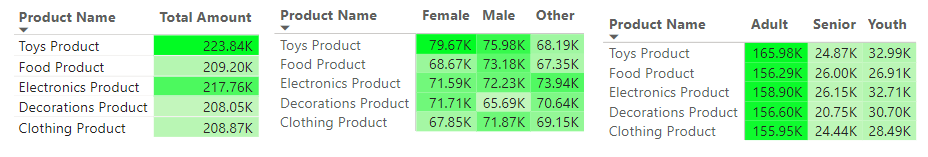 Product Name Total Amount
Toys Product 223.84K
Food Product 209.20K
Electronics Product 217.76K
Decorations Product 208.05K
Clothing Product 208.87K
Product Name Female Male Other
Toys Product 79.67K 75.98K 68.19K
Food Product 68.67K 73.18K 67.35K
Electronics Product 71.59K 72.23K 73.94K
Decorations Product 71.71K 65.69K 70.64K
Clothing Product 67.85K 71.87K 69.15K
Product Name Adult Senior Youth
Toys Product 165.98K 24.87K 32.99K
Food Product 156.29K 26.00K 26.91K
Electronics Product 158.90K 26.15K 32.71K
Decorations Product 156.60K 20.75K 30.70K
Clothing Product 155.95K 24.44K 28.49K